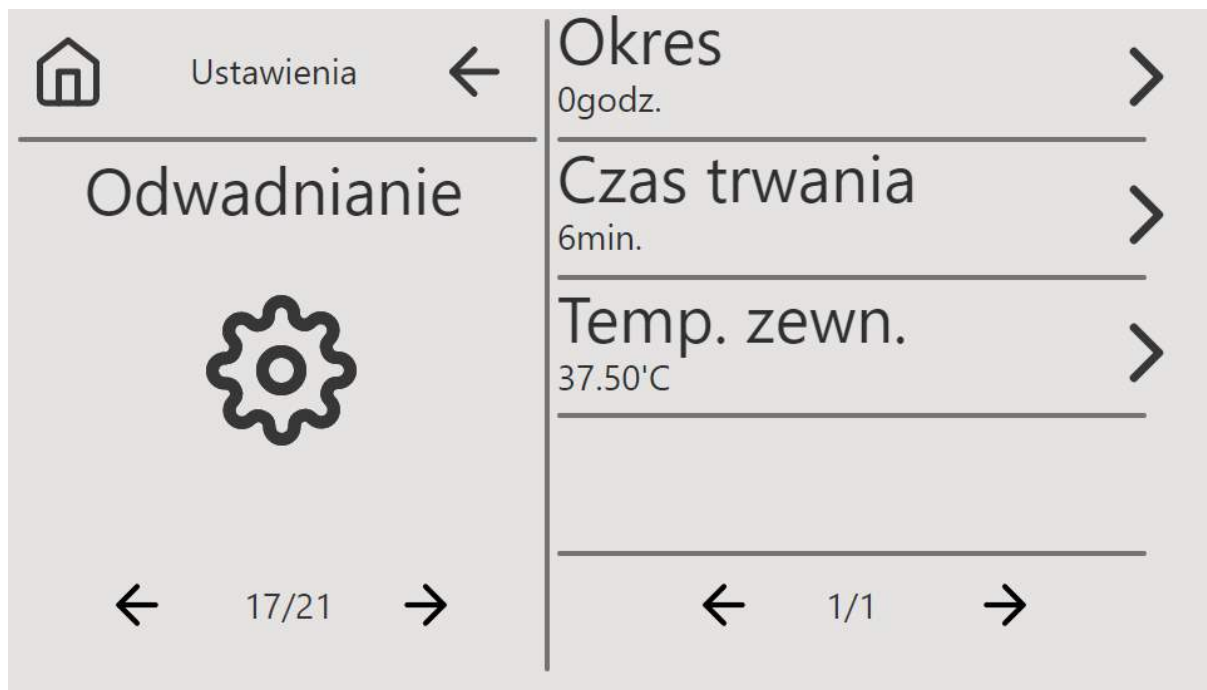 Ustawienia
Odwadnianie
17/21
Okres
0godz.
Czas trwania
6min.
Temp. zewn.
37.50'C
1/1